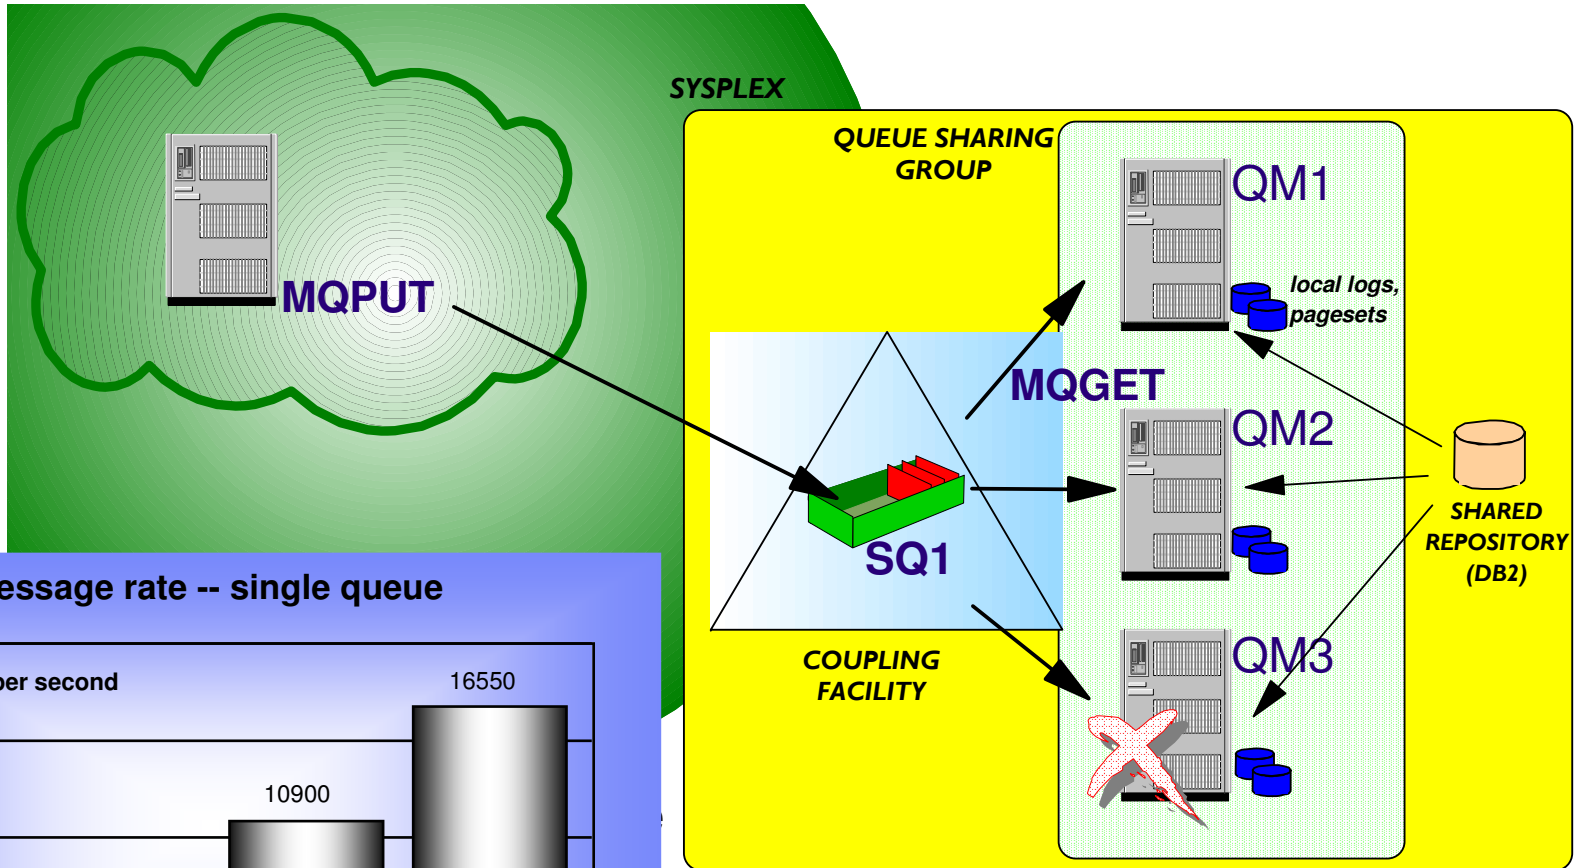 SYSPLEX
QUEUE SHARING
GROUP
QM1
MQPUT
local logs,
pagesets
MQGET
QM2
SQ1
SHARED
REPOSITORY
(DB2)
QM3
COUPLING
FACILITY
rate -- single queue
per second
16550
10900